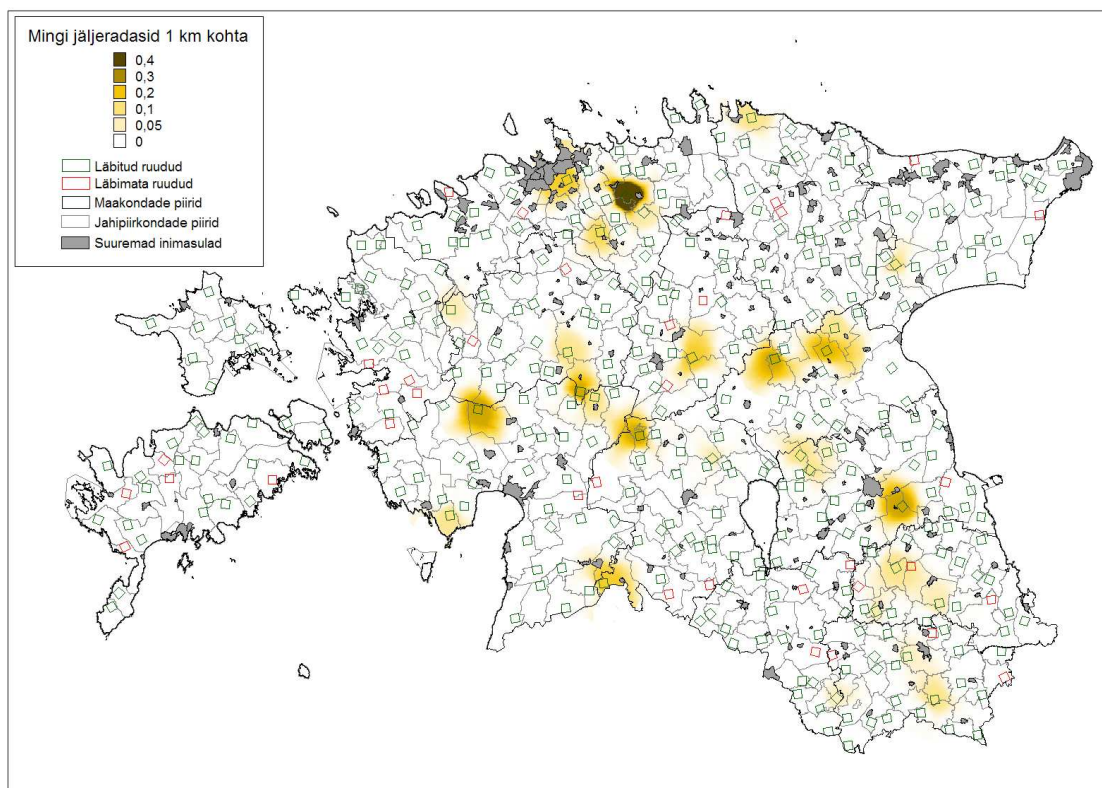 Mingi jäljeradasid 1 km kohta
0,4
0,3
0,2
0,1
0,05
0
Läbitud ruudud
Läbimata ruudud
Maakondade piirid
Jahipiirkondade piirid
Suuremad inimasulad